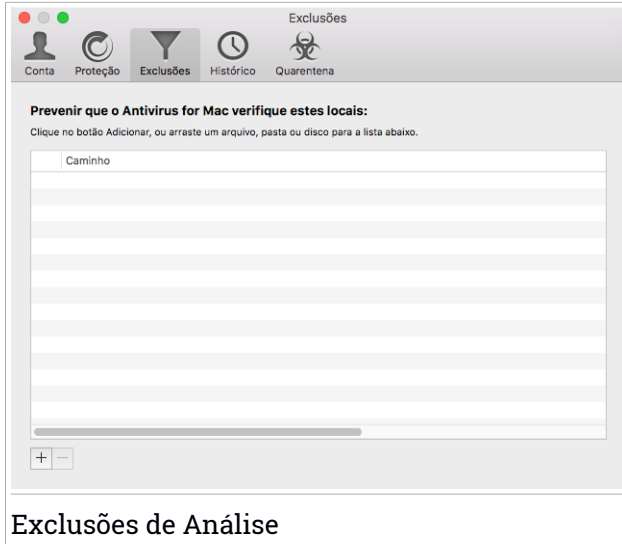 Exclusões
Conta Proteção Exclusões Histórico Quarentena
Prevenir que o Antivirus for Mac verifique estes locais:
Clique no botão Adicionar, ou arraste um arquivo, pasta ou disco para a lista abaixo.
Caminho
Exclusões de Análise